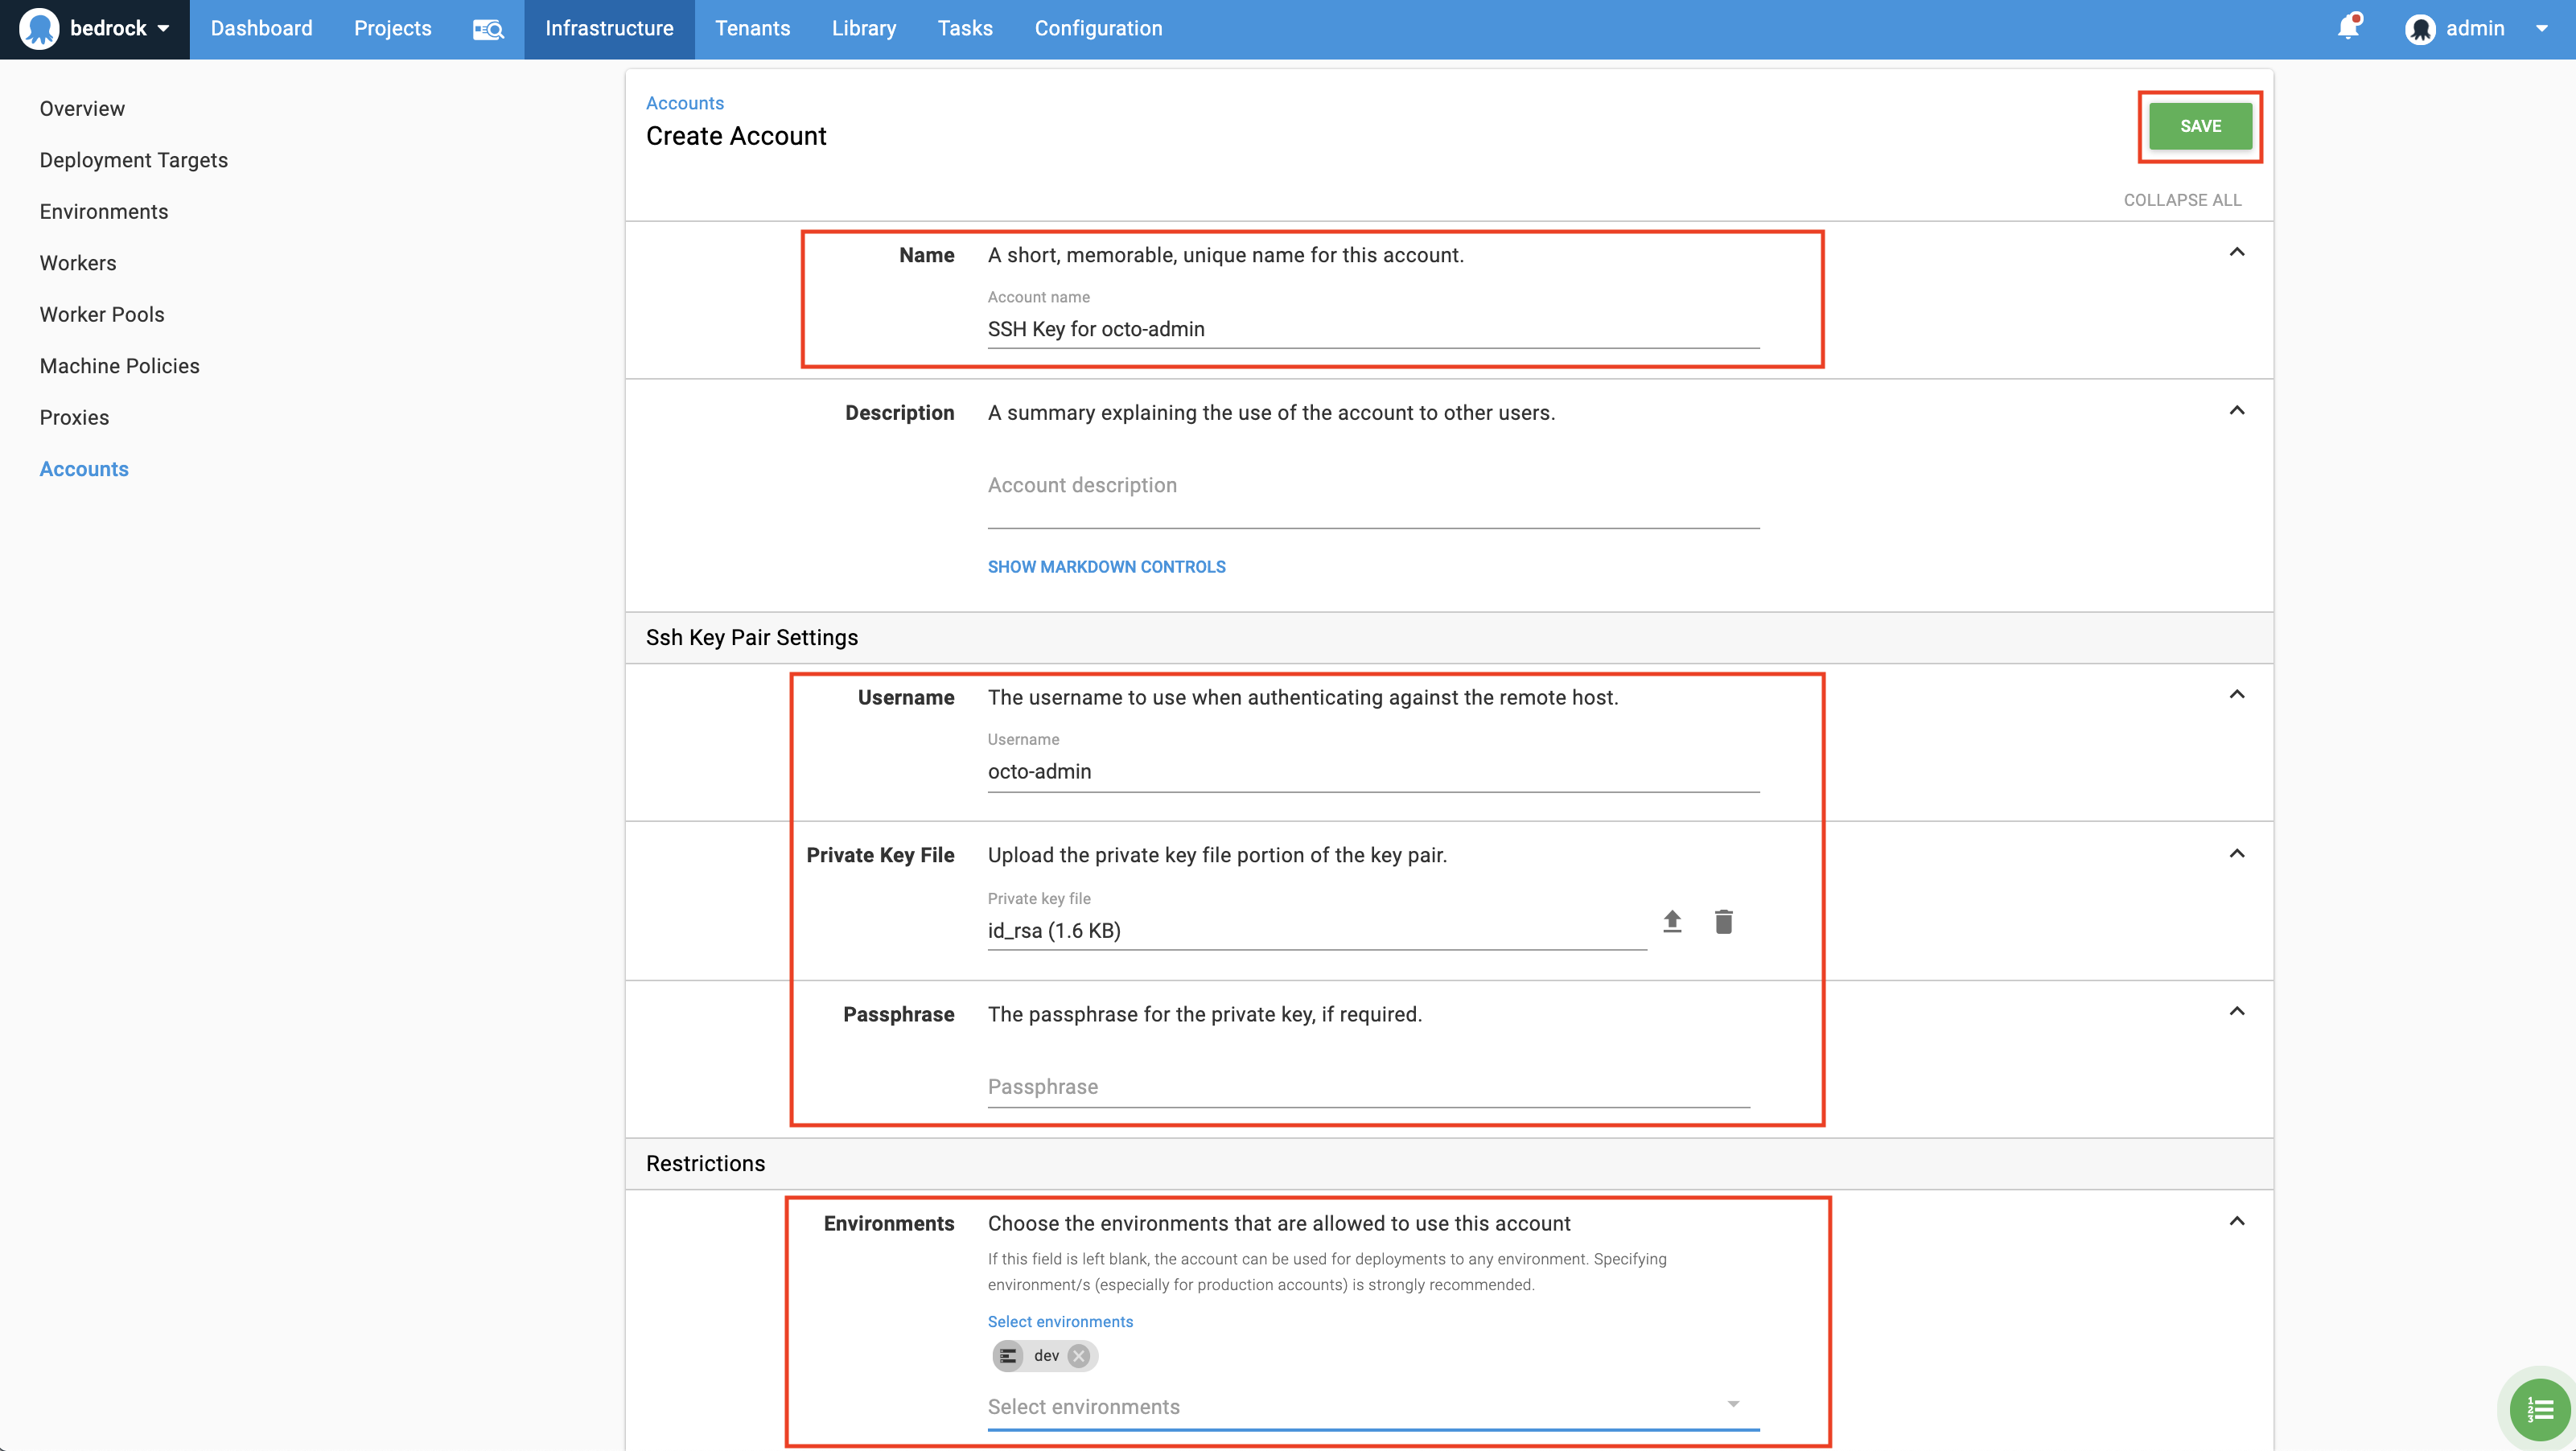 bedrock
Dashboard
Projects
Infrastructure
Tenants
Library
Tasks
Configuration
admin
Overview
Deployment Targets
Environments
Workers
Worker Pools
Machine Policies
Proxies
Accounts
Accounts
Create Account
SAVE
COLLAPSE ALL
Name
A short, memorable, unique name for this account.
Account name
SSH Key for octo-admin
Description
A summary explaining the use of the account to other users.
Account description
SHOW MARKDOWN CONTROLS
Ssh Key Pair Settings
Username
The username to use when authenticating against the remote host.
Username
octo-admin
Private Key File
Upload the private key file portion of the key pair.
Private key file
id_rsa (1.6 KB)
Passphrase
The passphrase for the private key, if required.
Passphrase
Restrictions
Environments
Choose the environments that are allowed to use this account
If this field is left blank, the account can be used for deployments to any environment. Specifying
environment/s (especially for production accounts) is strongly recommended.
Select environments
dev
Select environments